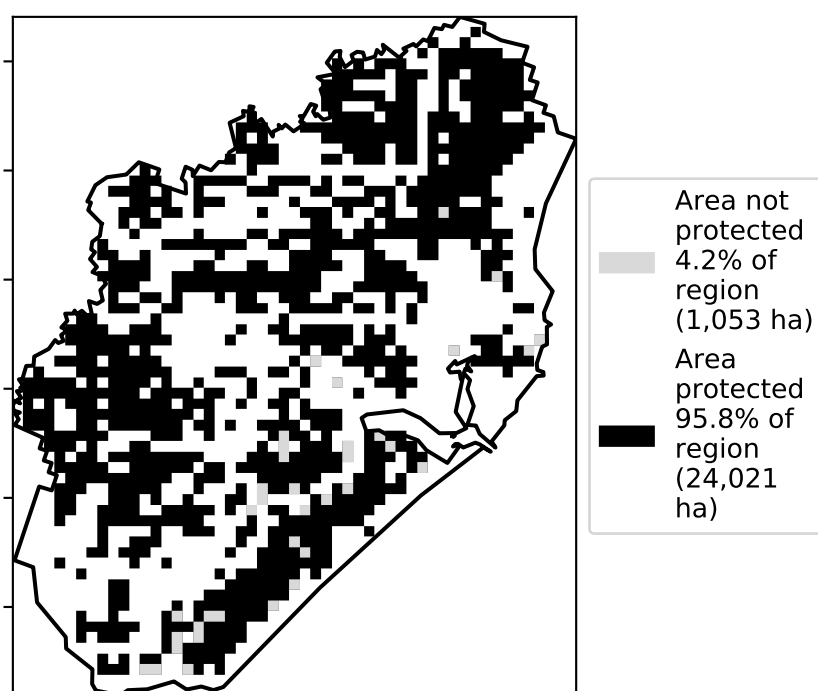 Area not
protected
4.2% of
region
(1,053 ha)
Area
protected
95.8% of
region
(24,021
ha)